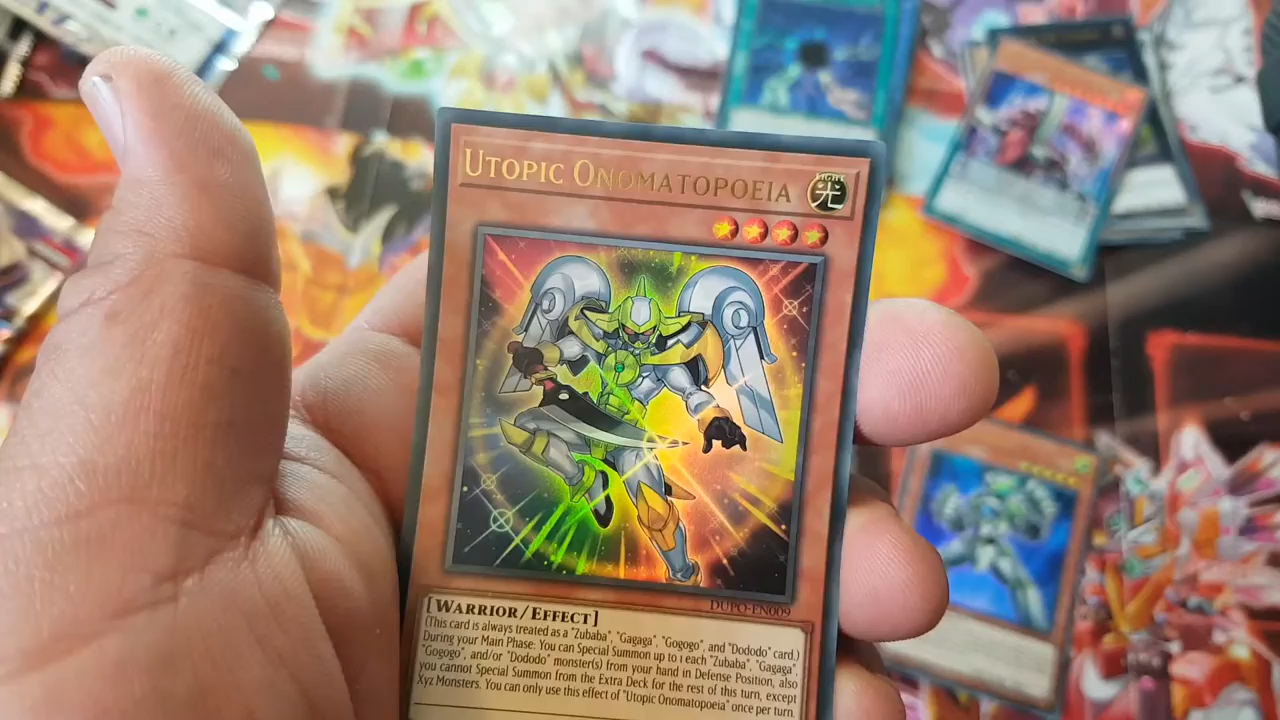 UTOPIC ONOMATOPOEIA
LIGHT
光
DUPO-EN009
[WARRIOR/EFFECT]
(This card is always treated as a "Zubaba", "Gagaga", "Gogogo", and "Dododo" card.)
During your Main Phase: You can Special Summon up to 1 each "Zubaba", "Gagaga",
"Gogogo", and/or "Dododo" monster(s) from your hand in Defense Position, also
you cannot Special Summon from the Extra Deck for the rest of this turn, except
Xyz Monsters. You can only use this effect of "Utopic Onomatopoeia" once per turn.